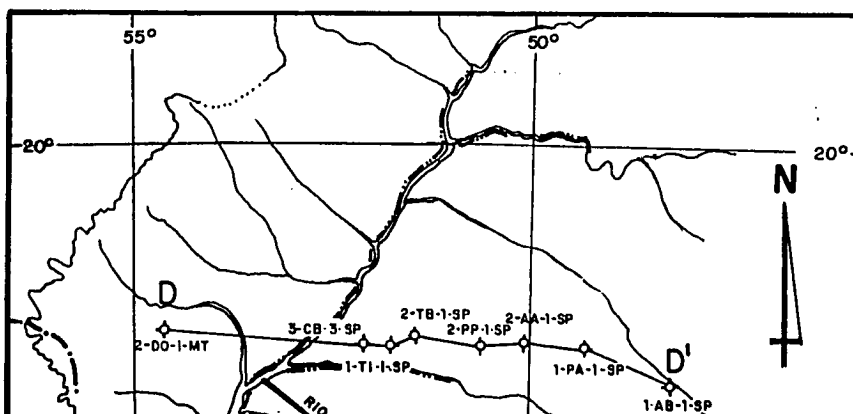 55° 50°
20° 20°
N
D
2-TB-1-SP 2-AA-1-SP
3-CB-3-SP 2-PP-1-SP
2-DO-1-MT 1-TI-1-SP 1-PA-1-SP D'
RIO 1-AB-1-SP